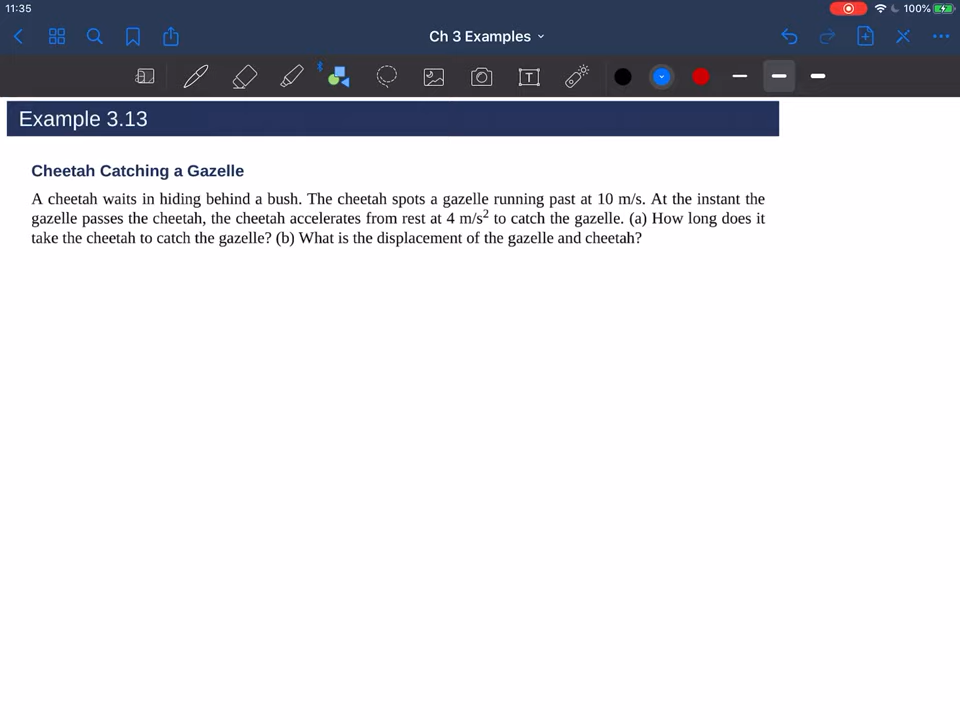 11:35
100%
Ch 3 Examples
T
Example 3.13
Cheetah Catching a Gazelle
A cheetah waits in hiding behind a bush. The cheetah spots a gazelle running past at 10 m/s. At the instant the
gazelle passes the cheetah, the cheetah accelerates from rest at 4 m/s² to catch the gazelle. (a) How long does it
take the cheetah to catch the gazelle? (b) What is the displacement of the gazelle and cheetah?